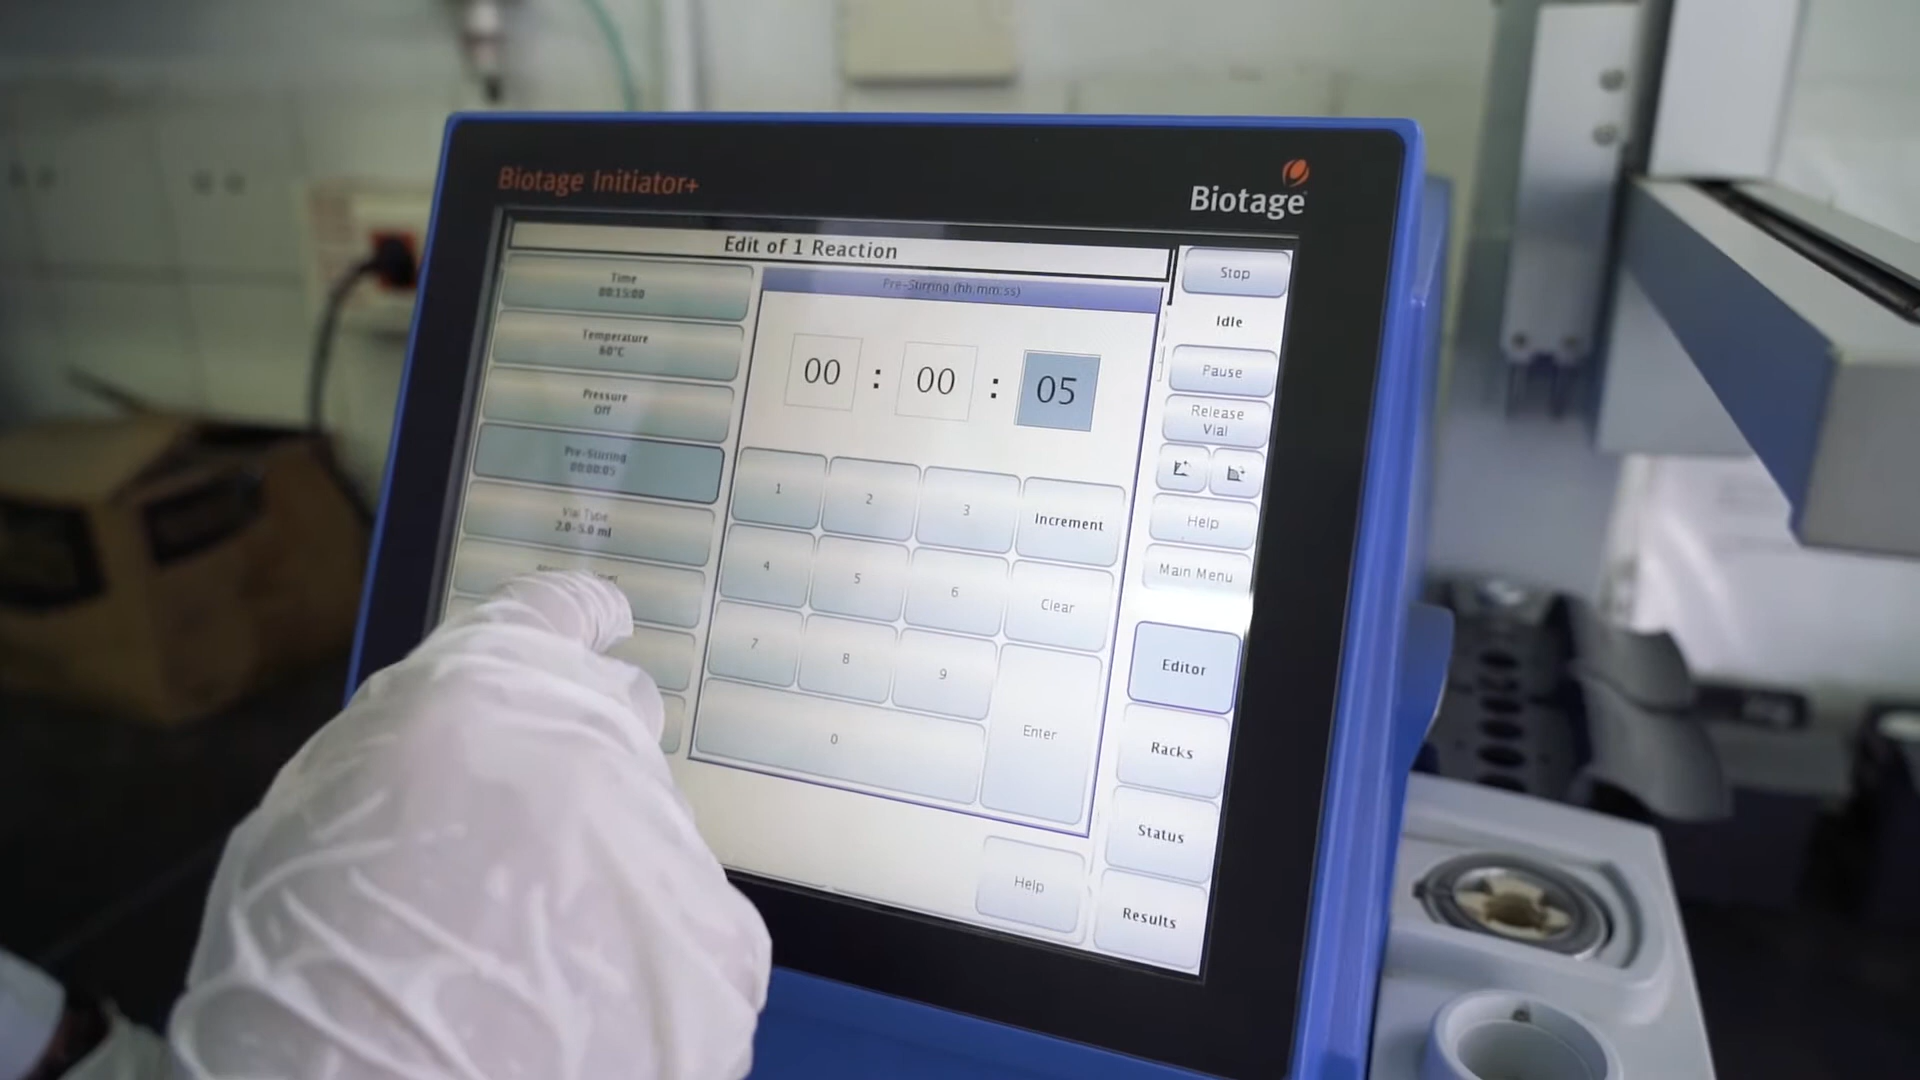 Biotage Initiator+
Biotage
Edit of 1 Reaction
Time
00:15:00
Temperature
60°C
Pressure
Off
Pre-Stirring
00:00:05
Vial Type
2.0-5.0 ml
Pre-Stirring (hh:mm:ss)
00 : 00 : 05
1 2 3 Increment
4 5 6 Clear
7 8 9
0 Enter
Help
Stop
Idle
Pause
Release
Vial
Help
Main Menu
Editor
Racks
Status
Results